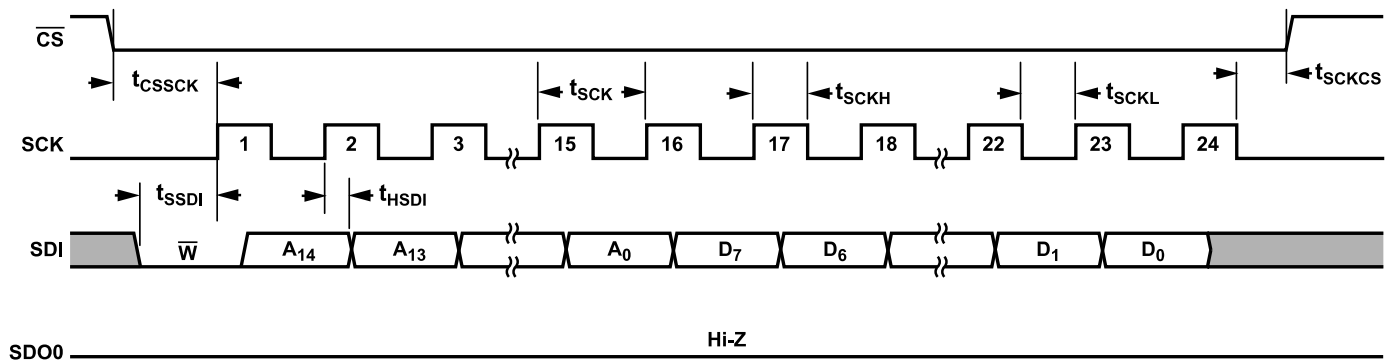 CS
tCSSCK
tSCK
tSCKH
tSCKL
tSCKCS
SCK
1 2 3 15 16 17 18 22 23 24
tSSDI
tHSDI
SDI
W A14 A13 A0 D7 D6 D1 D0
Hi-Z
SDO0